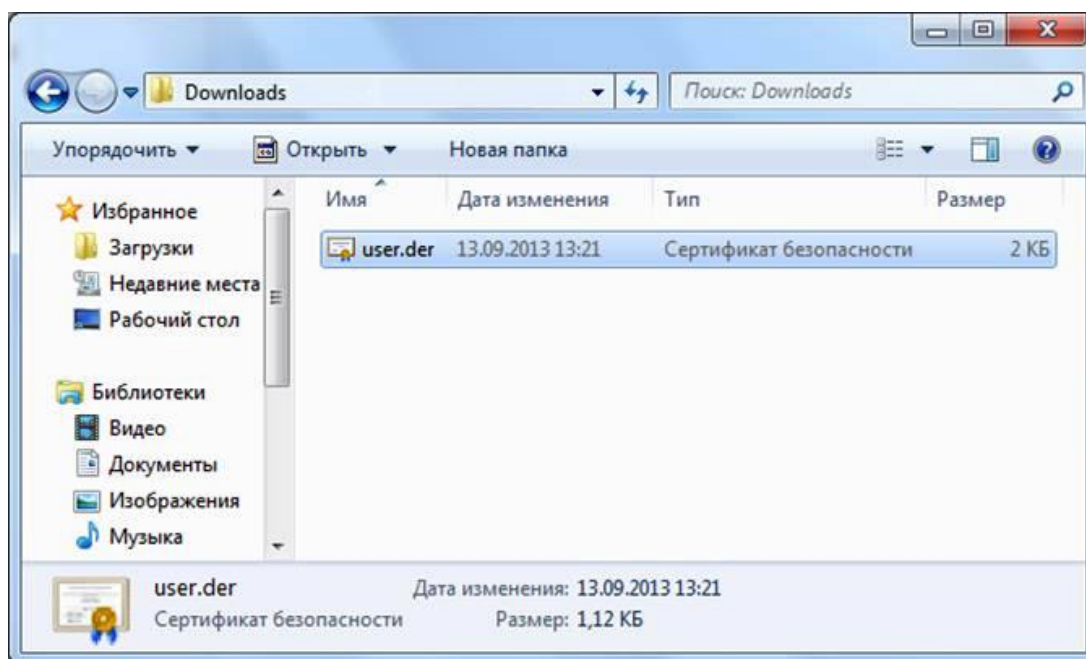 Downloads
Поиск: Downloads
Упорядочить
Открыть
Новая папка
Избранное
Загрузки
Недавние места
Рабочий стол
Библиотеки
Видео
Документы
Изображения
Музыка
Имя Дата изменения Тип Размер
user.der 13.09.2013 13:21 Сертификат безопасности 2 КБ
user.der Дата изменения: 13.09.2013 13:21
Сертификат безопасности Размер: 1,12 КБ